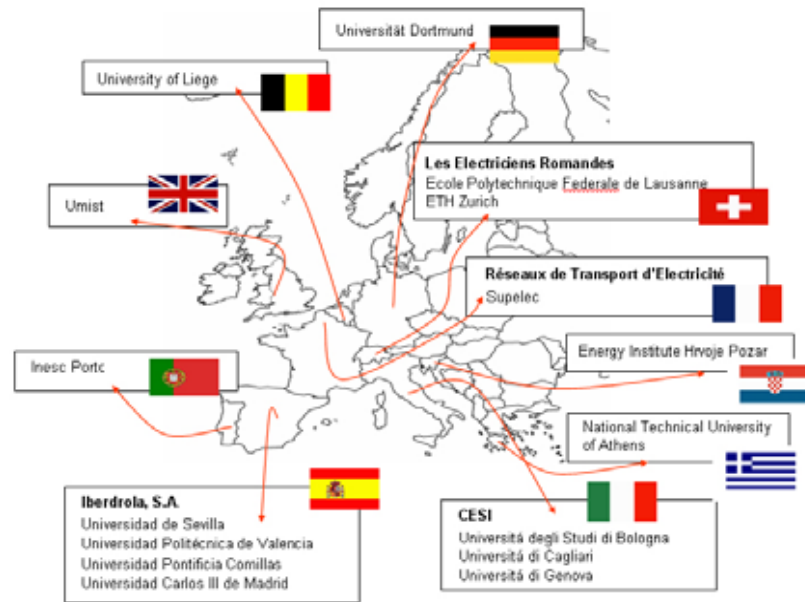 Universität Dortmund
University of Liege
Les Electriciens Romandes
Ecole Polytechnique Federale de Lausanne
ETH Zurich
Umist
Réseaux de Transport d'Electricité
Supelec
Energy Institute Hrvoje Pozar
Inesc Porto
National Technical University
of Athens
Iberdrola, S.A.
Universidad de Sevilla
Universidad Politécnica de Valencia
Universidad Pontificia Comillas
Universidad Carlos III de Madrid
CESI
Universitá degli Studi di Bologna
Universitá di Cagliari
Universitá di Genova